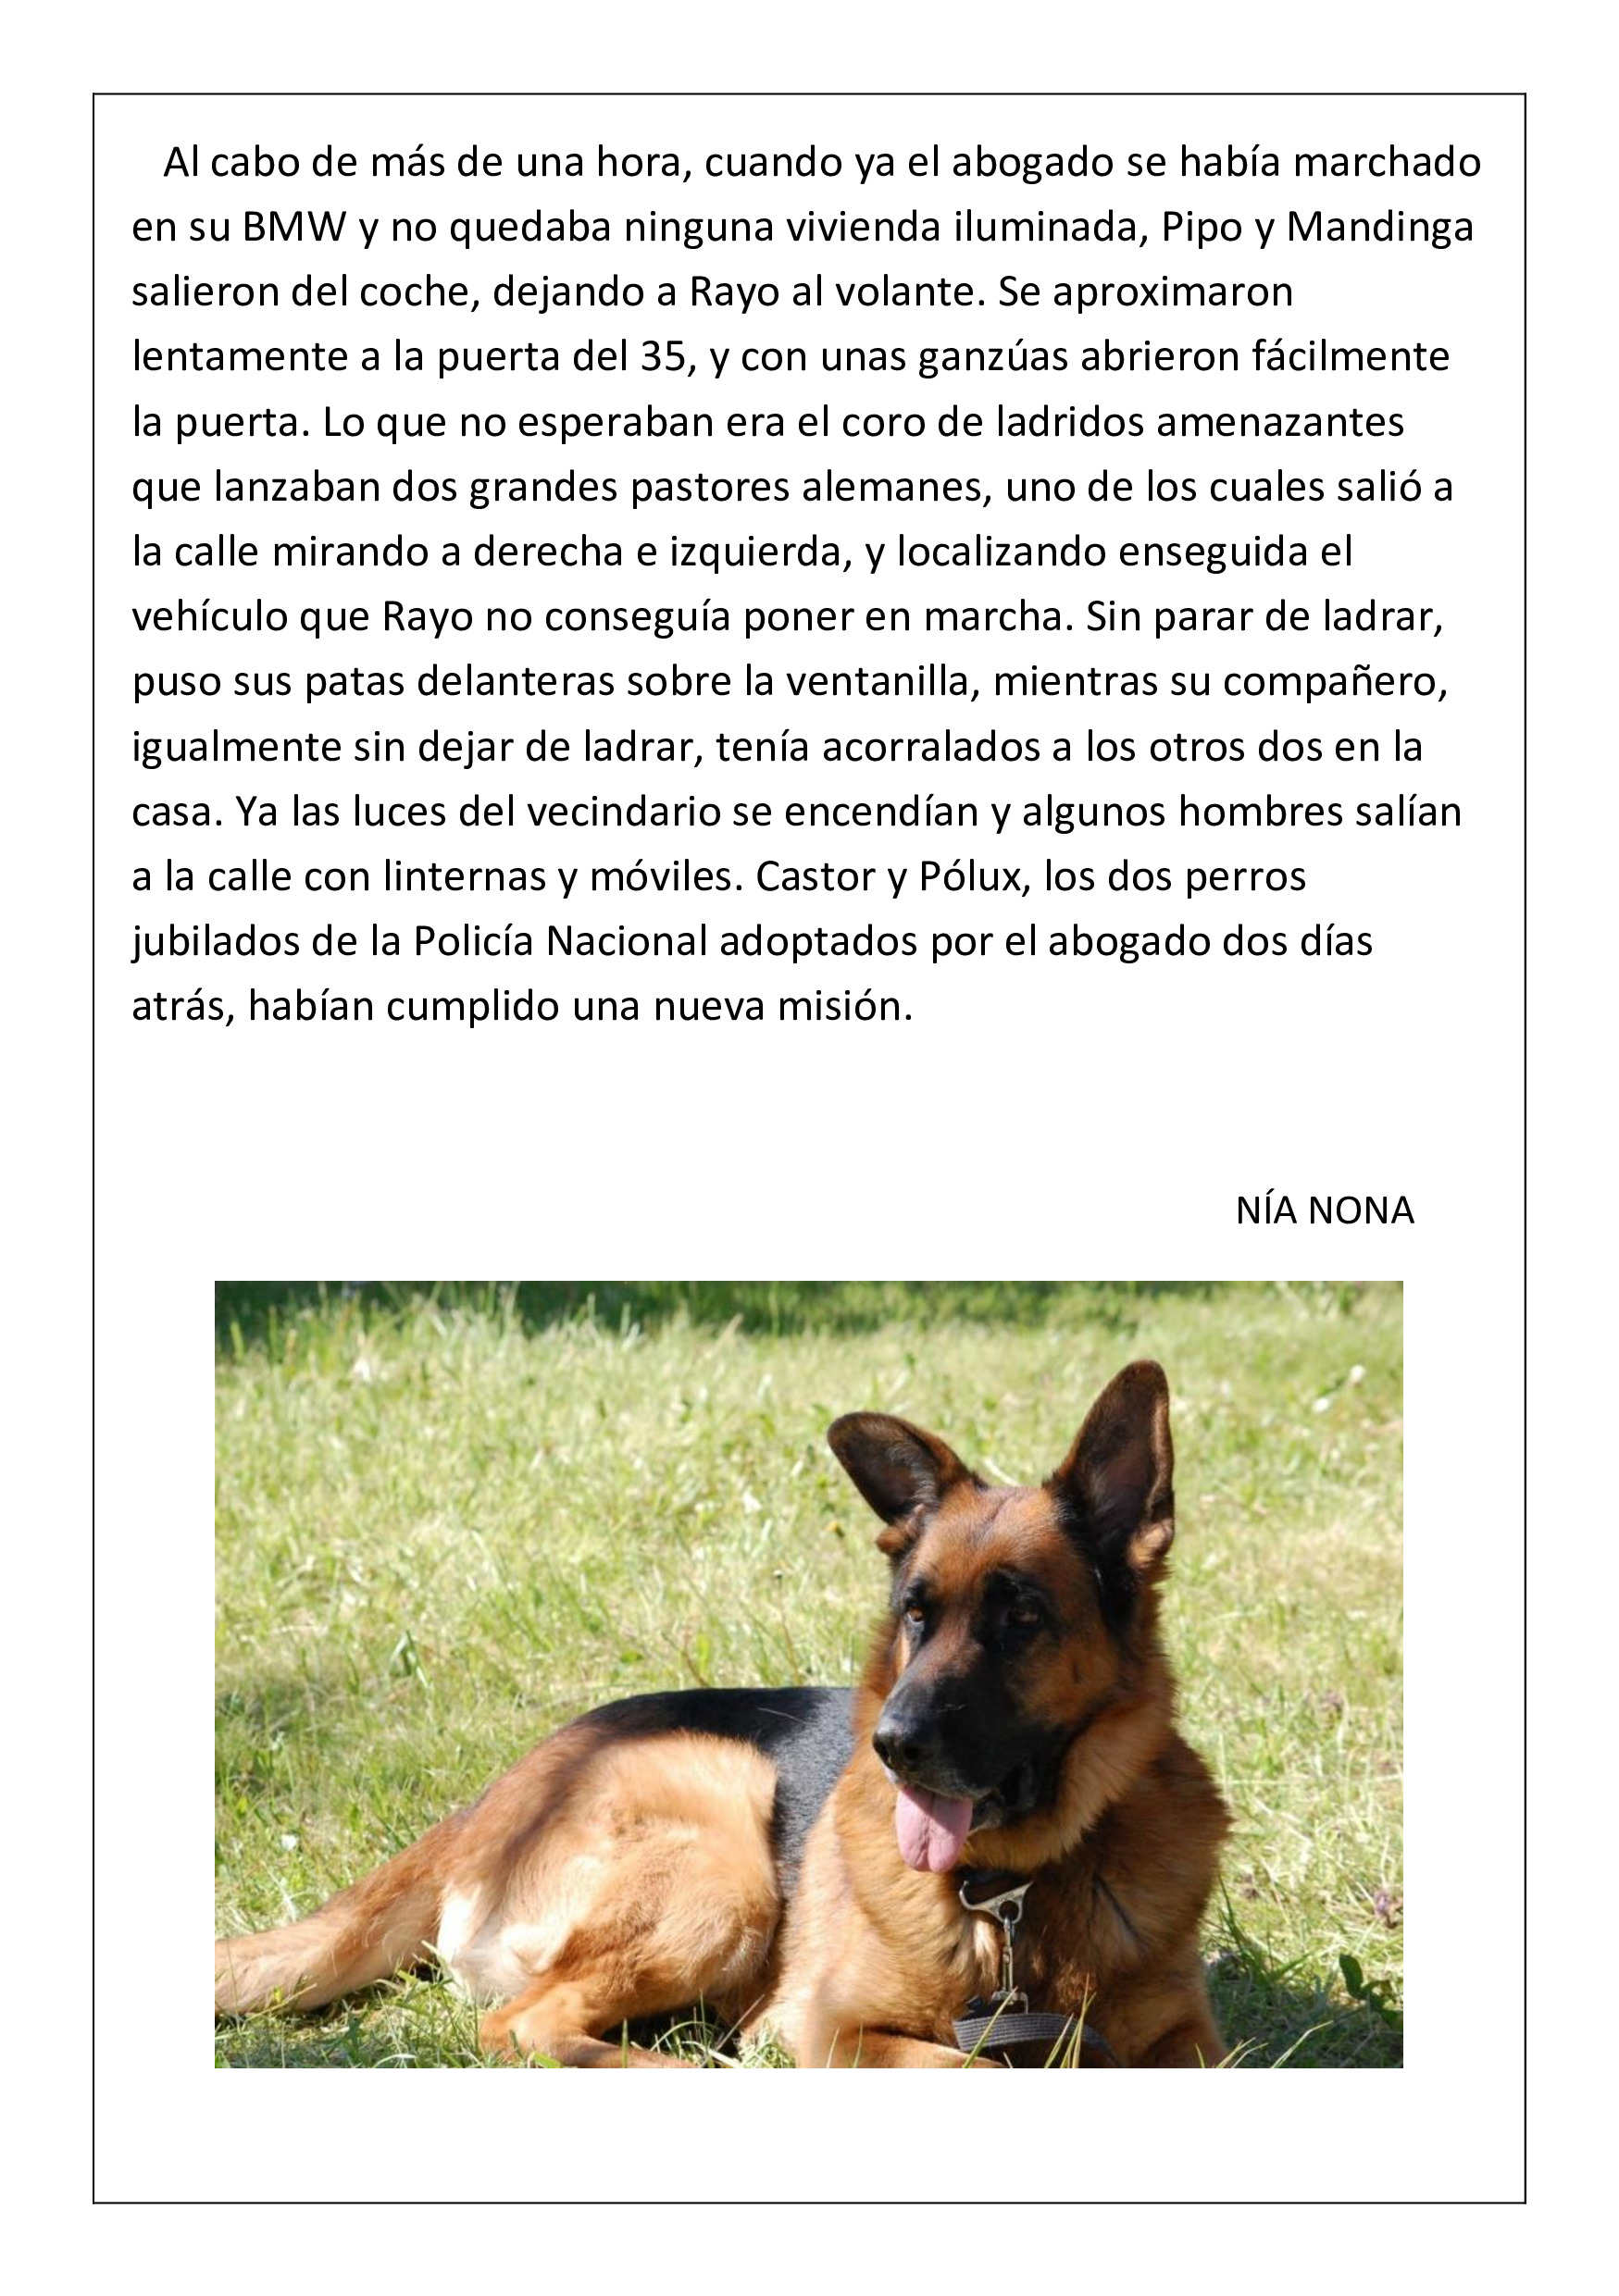 Al cabo de más de una hora, cuando ya el abogado se había marchado
en su BMW y no quedaba ninguna vivienda iluminada, Pipo y Mandinga
salieron del coche, dejando a Rayo al volante. Se aproximaron
lentamente a la puerta del 35, y con unas ganzúas abrieron fácilmente
la puerta. Lo que no esperaban era el coro de ladridos amenazantes
que lanzaban dos grandes pastores alemanes, uno de los cuales salió a
la calle mirando a derecha e izquierda, y localizando enseguida el
vehículo que Rayo no conseguía poner en marcha. Sin parar de ladrar,
puso sus patas delanteras sobre la ventanilla, mientras su compañero,
igualmente sin dejar de ladrar, tenía acorralados a los otros dos en la
casa. Ya las luces del vecindario se encendían y algunos hombres salían
a la calle con linternas y móviles. Castor y Pólux, los dos perros
jubilados de la Policía Nacional adoptados por el abogado dos días
atrás, habían cumplido una nueva misión.
NÍA NONA